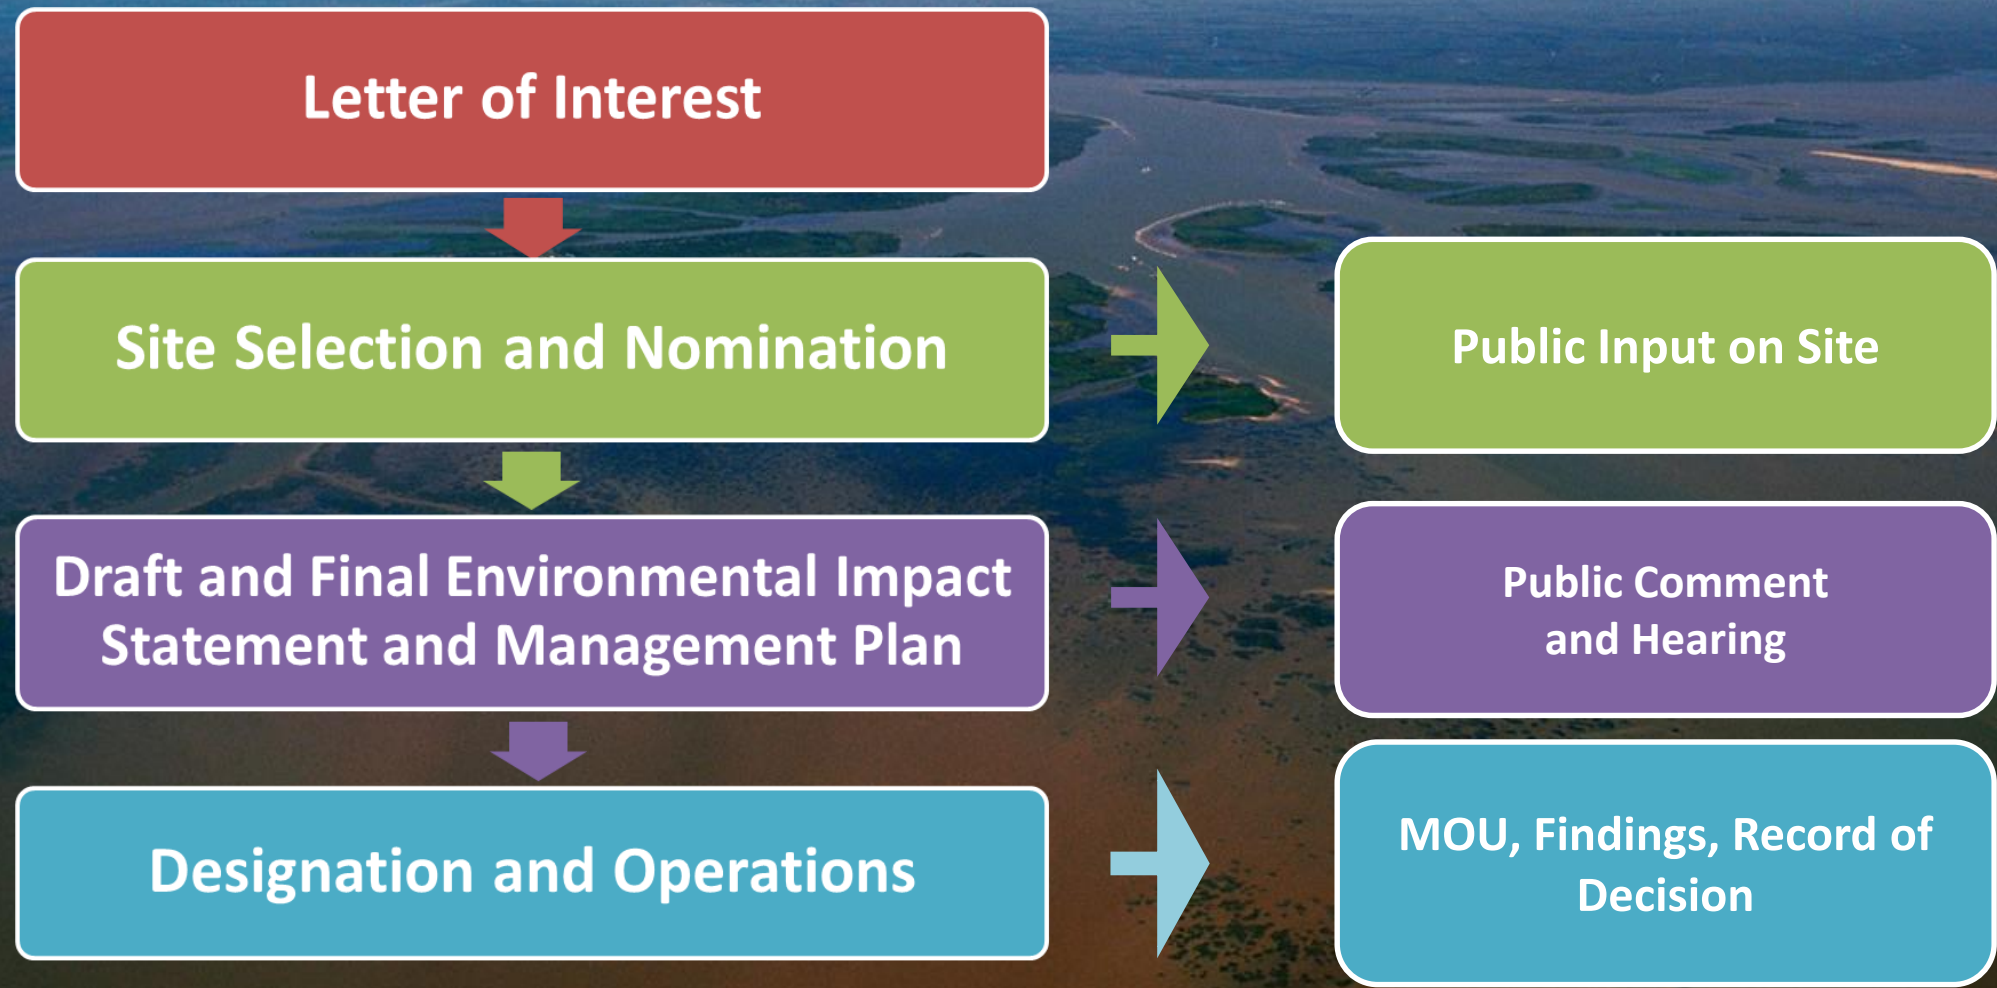 Letter of Interest
Site Selection and Nomination
Public Input on Site
Draft and Final Environmental Impact
Statement and Management Plan
Public Comment
and Hearing
Designation and Operations
MOU, Findings, Record of
Decision